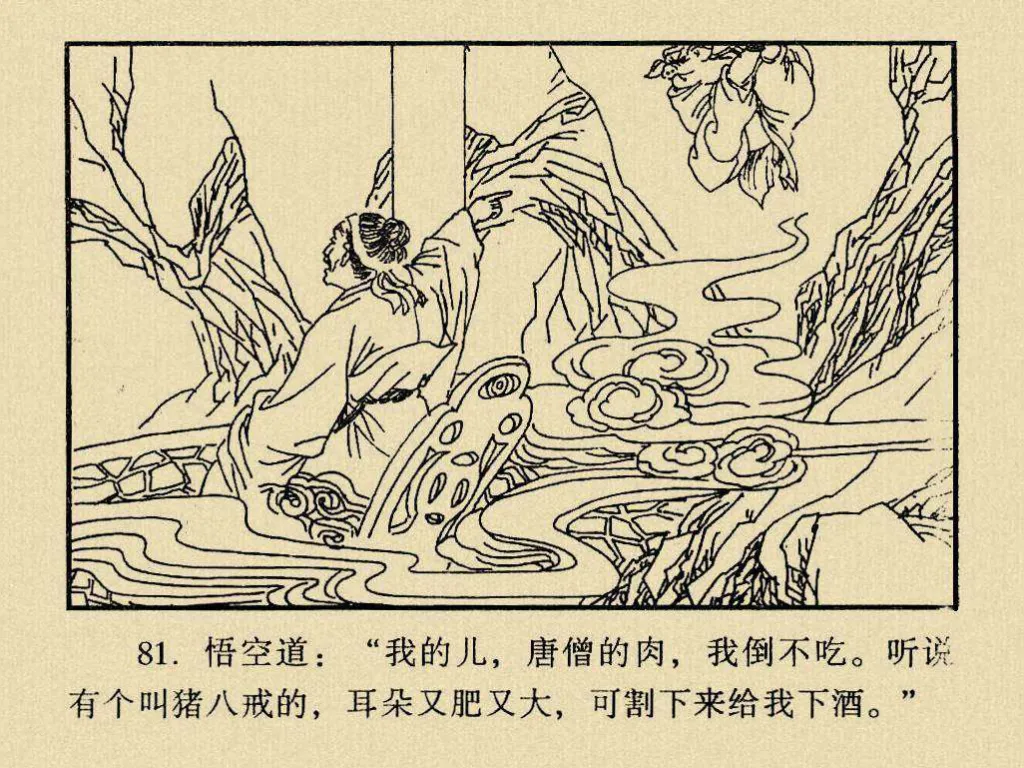 81. 悟空道：“我的儿，唐僧的肉，我倒不吃。听说
有个叫猪八戒的，耳朵又肥又大，可割下来给我下酒。”